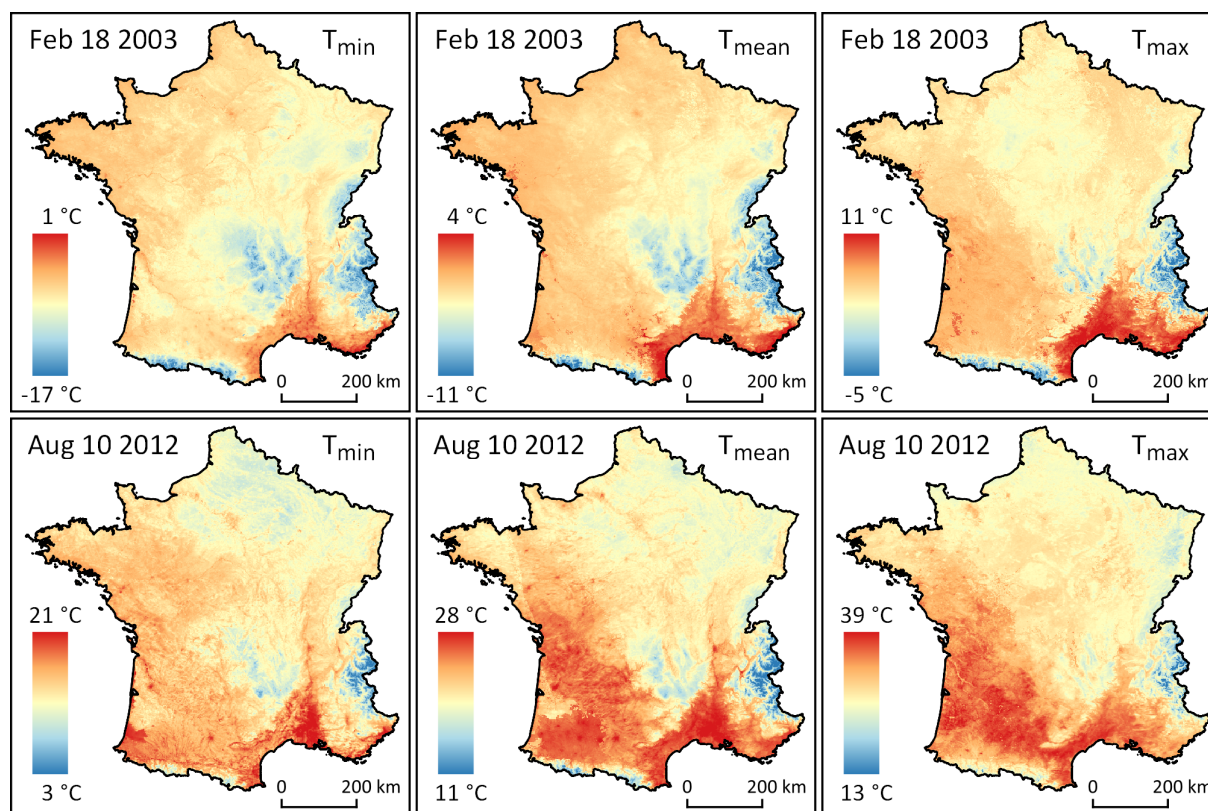 Feb 18 2003 Tmin
1 °C
-17 °C
0 200 km
Feb 18 2003 Tmean
4 °C
-11 °C
0 200 km
Feb 18 2003 Tmax
11 °C
-5 °C
0 200 km
Aug 10 2012 Tmin
21 °C
3 °C
0 200 km
Aug 10 2012 Tmean
28 °C
11 °C
0 200 km
Aug 10 2012 Tmax
39 °C
13 °C
0 200 km